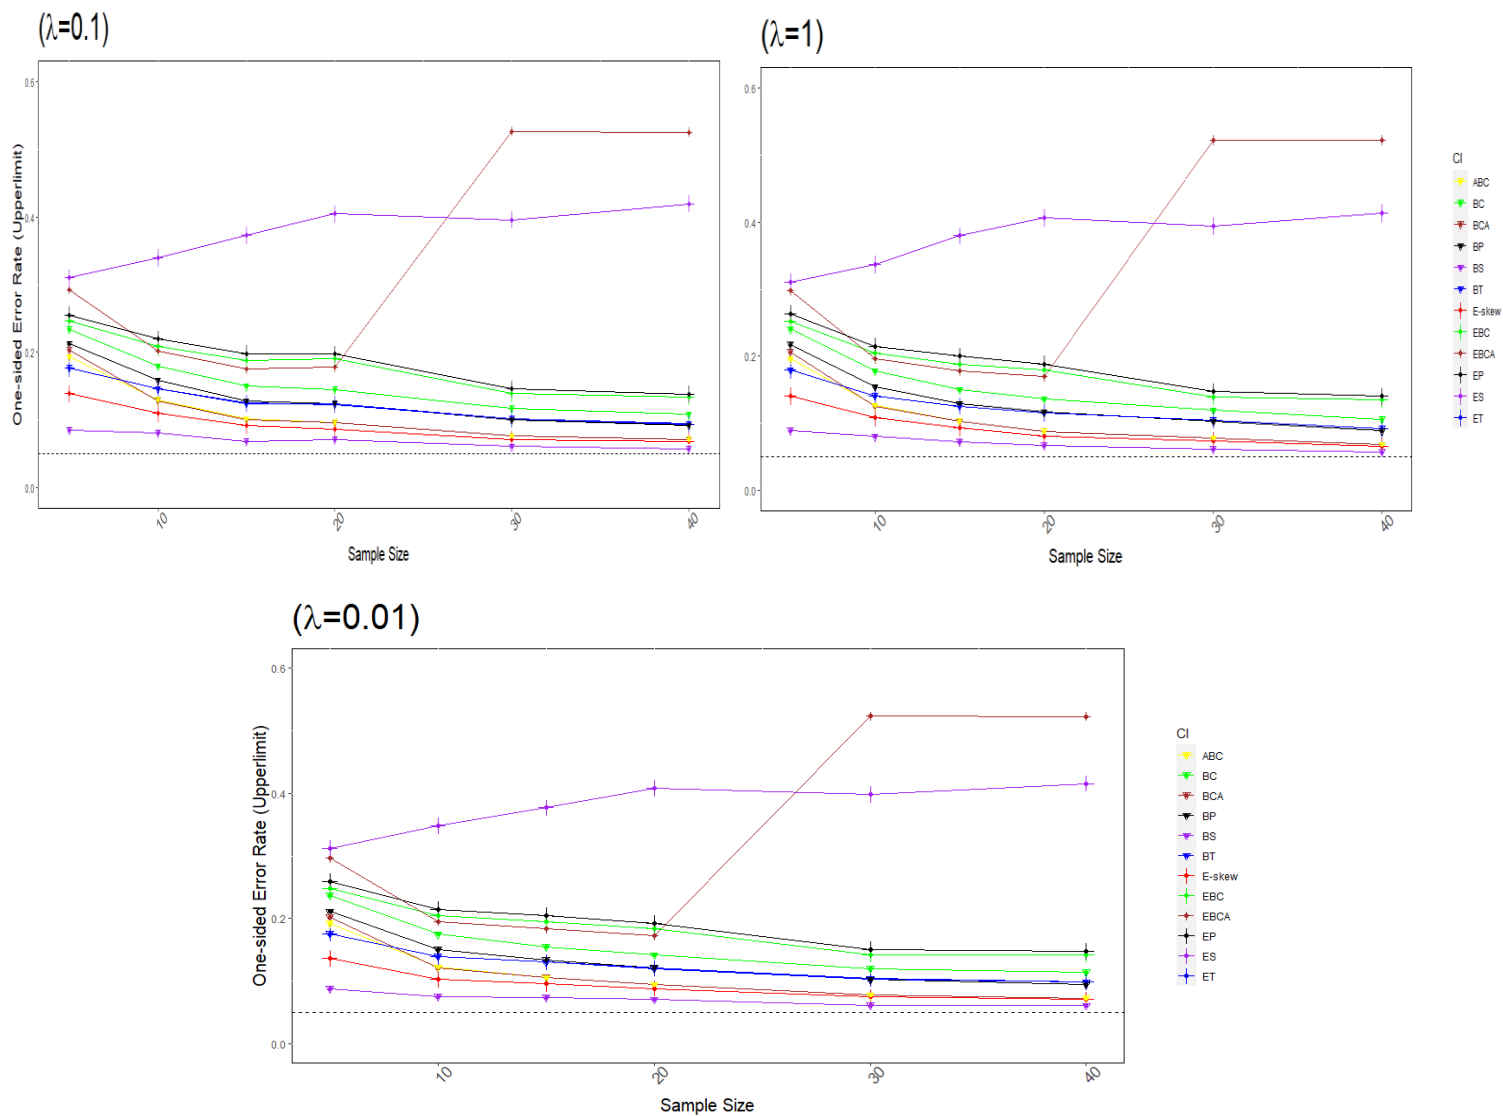 (λ=0.1)
One-sided Error Rate (Upperlimit)
0.6
0.4
0.2
0.0
10
20
30
40
Sample Size
(λ=1)
0.6
0.4
0.2
0.0
10
20
30
40
Sample Size
CI
ABC
BC
BCA
BP
BS
BT
E-skew
EBC
EBCA
EP
ES
ET
(λ=0.01)
One-sided Error Rate (Upperlimit)
0.6
0.4
0.2
0.0
10
20
30
40
Sample Size
CI
ABC
BC
BCA
BP
BS
BT
E-skew
EBC
EBCA
EP
ES
ET